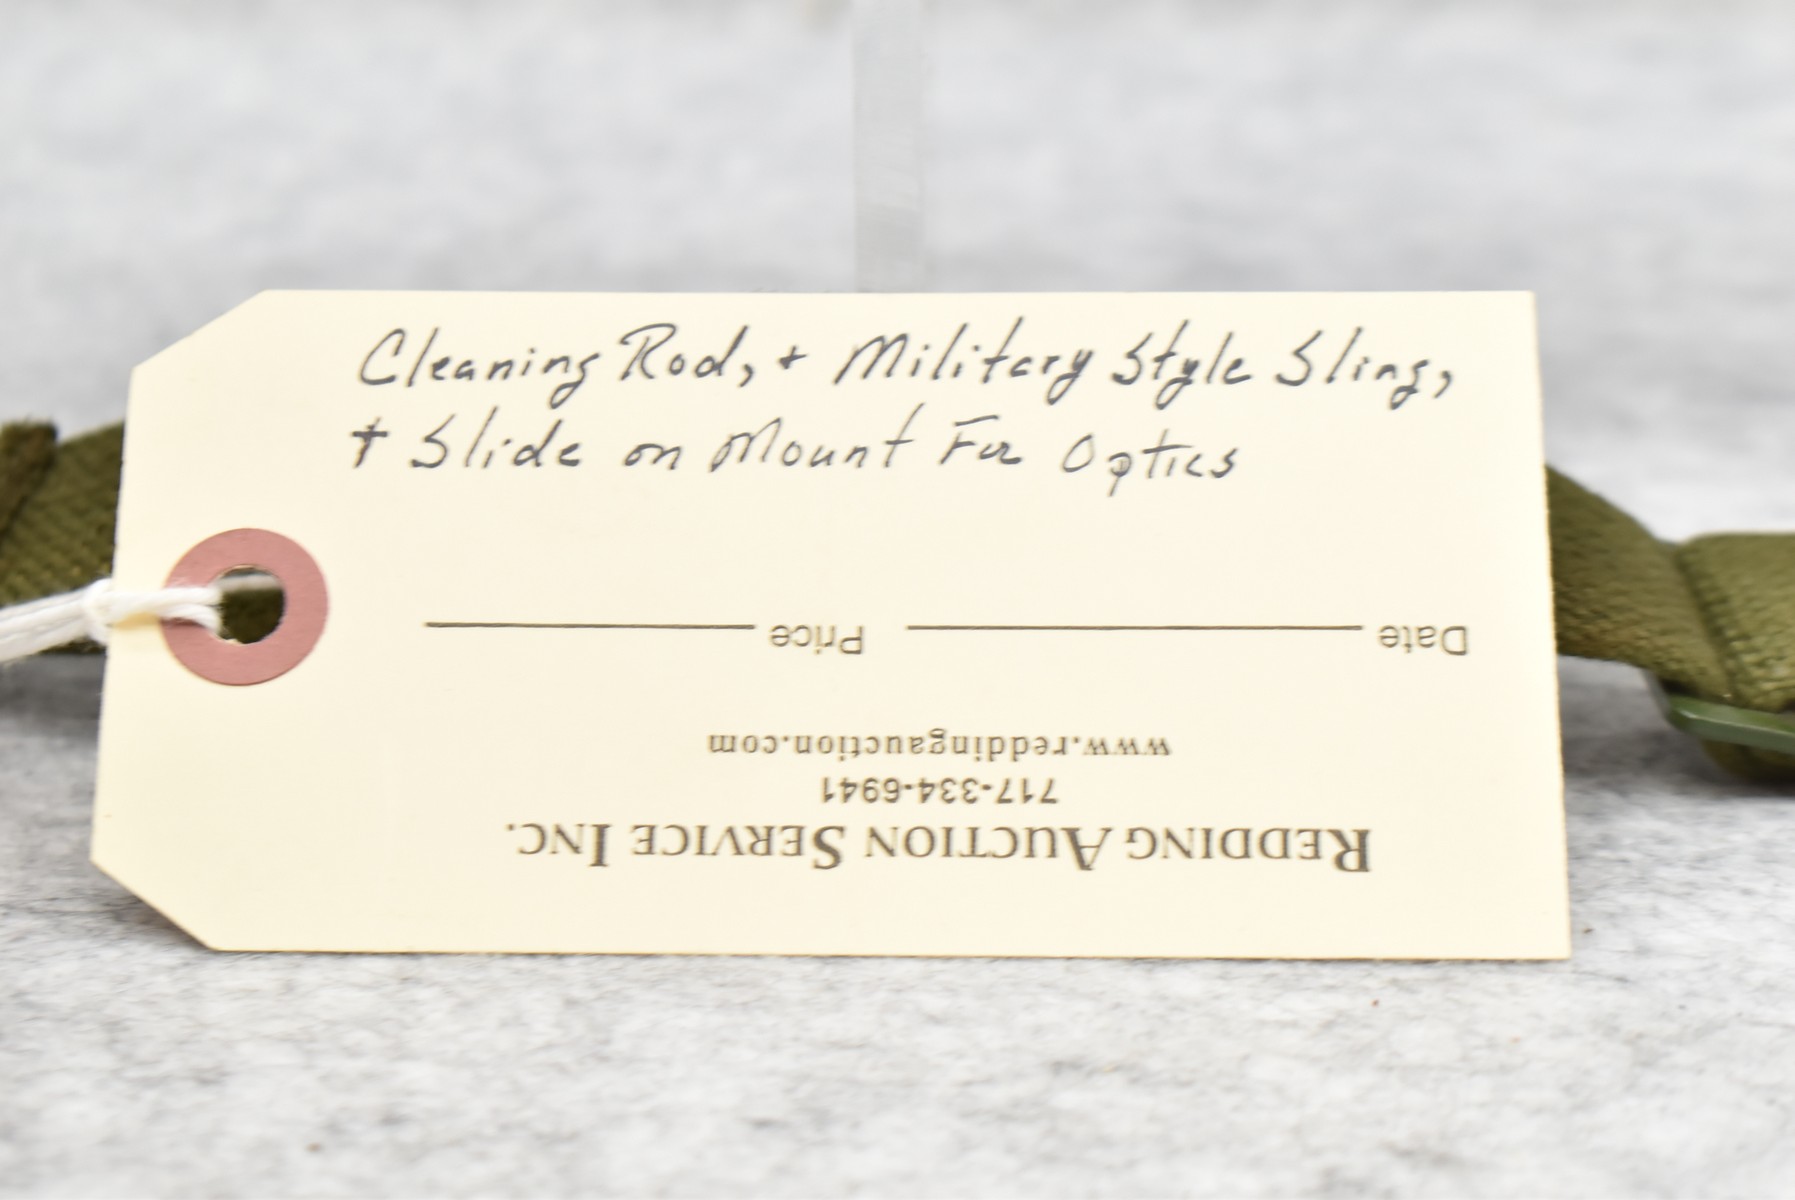 Cleaning Rod, + Military Style Sling,
+ Slide on Mount For Optics
REDDING AUCTION SERVICE INC.
717-334-6941
www.reddingauction.com
Date Price